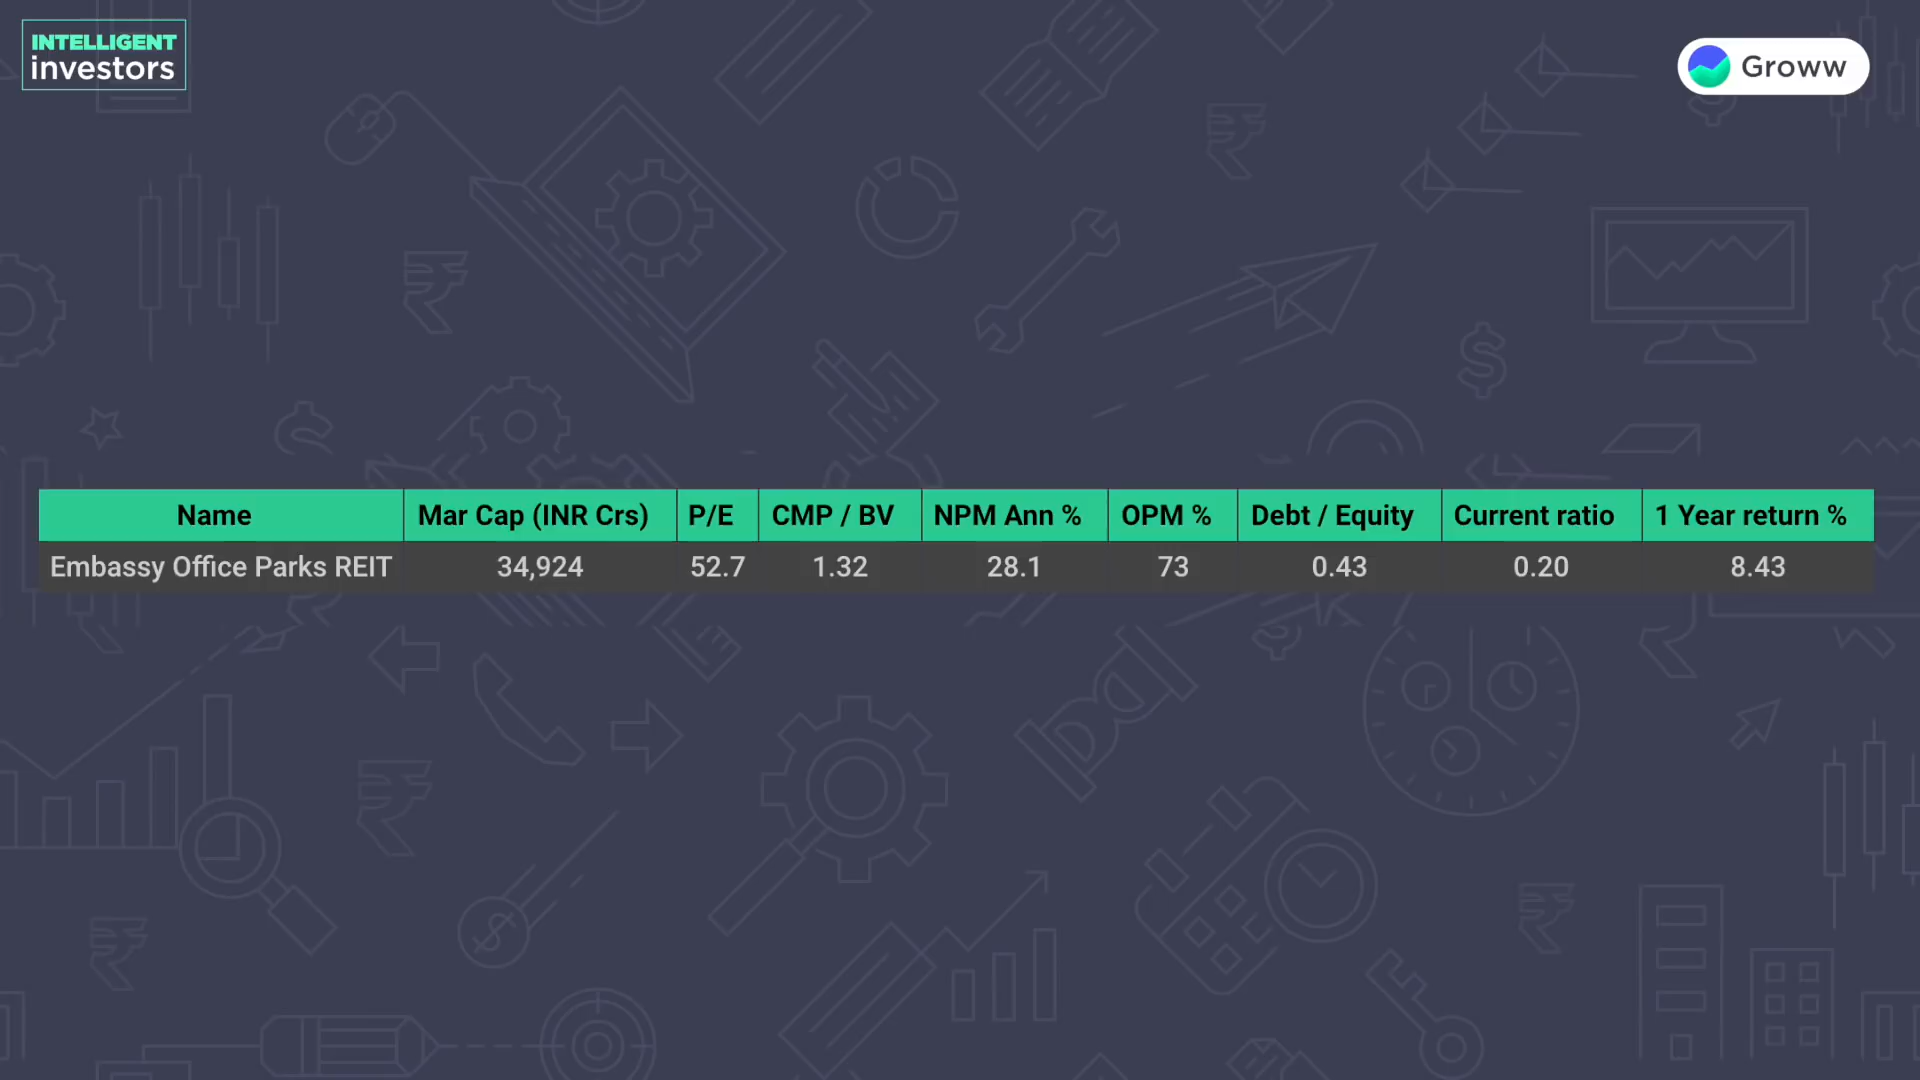 INTELLIGENT
investors
Groww
Name Mar Cap (INR Crs) P/E CMP / BV NPM Ann % OPM % Debt / Equity Current ratio 1 Year return %
Embassy Office Parks REIT 34,924 52.7 1.32 28.1 73 0.43 0.20 8.43